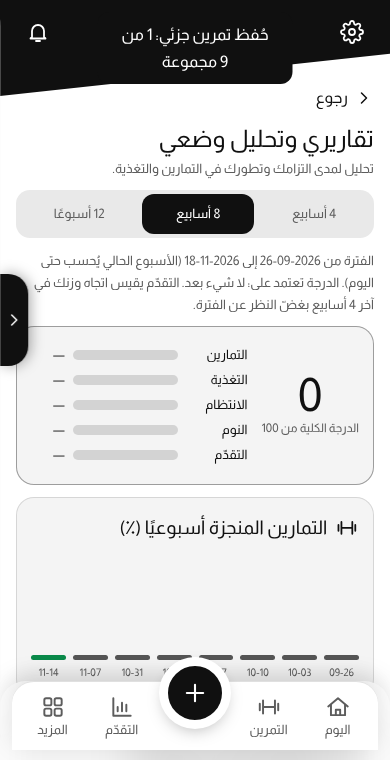 حُفظ تمرين جزئي: 1 من
9 مجموعة
رجوع
تقاريري وتحليل وضعي
تحليل لمدى التزامك وتطورك في التمارين والتغذية.
4 أسابيع
8 أسابيع
12 أسبوعًا
الفترة من 2026-09-26 إلى 2026-11-18 (الأسبوع الحالي يُحسب حتى
اليوم). الدرجة تعتمد على: لا شيء بعد. التقدّم يقيس اتجاه وزنك في
آخر 4 أسابيع بغضّ النظر عن الفترة.
0
الدرجة الكلية من 100
التمارين —
التغذية —
الانتظام —
النوم —
التقدّم —
التمارين المنجزة أسبوعيًا (٪)
09-26 10-03 10-10 10-31 11-07 11-14
اليوم
التمرين
التقدّم
المزيد